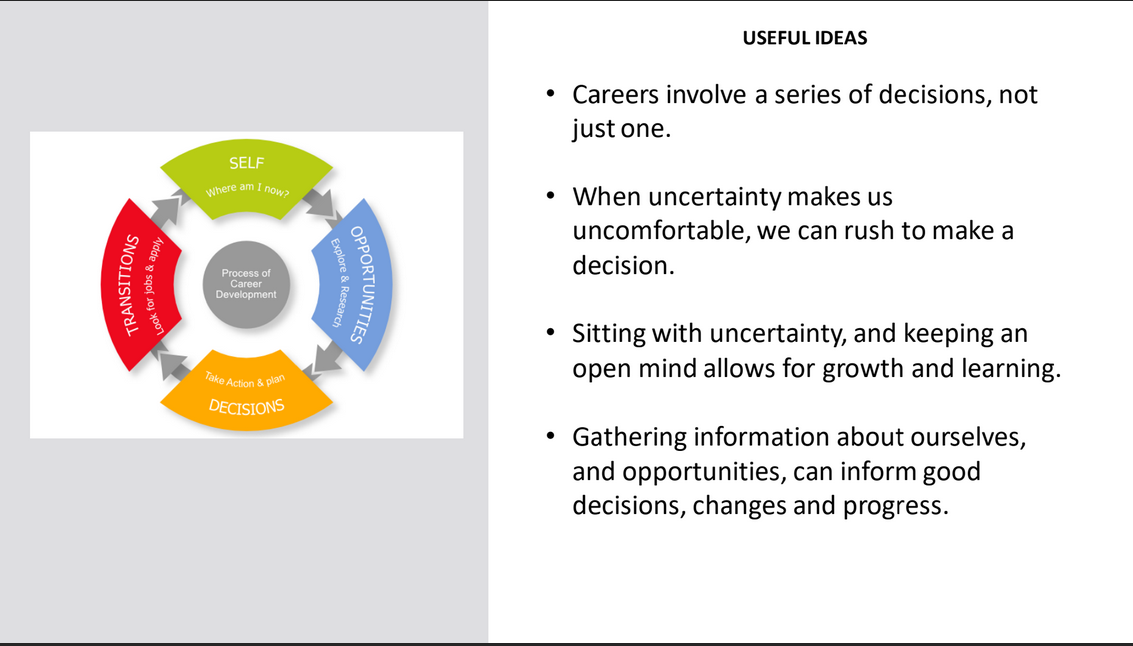 SELF
Where am I now?
OPPORTUNITIES
Explore & Research
Take Action & plan
DECISIONS
TRANSITIONS
Look for jobs & apply
Process of
Career
Development
USEFUL IDEAS
• Careers involve a series of decisions, not
just one.
• When uncertainty makes us
uncomfortable, we can rush to make a
decision.
• Sitting with uncertainty, and keeping an
open mind allows for growth and learning.
• Gathering information about ourselves,
and opportunities, can inform good
decisions, changes and progress.